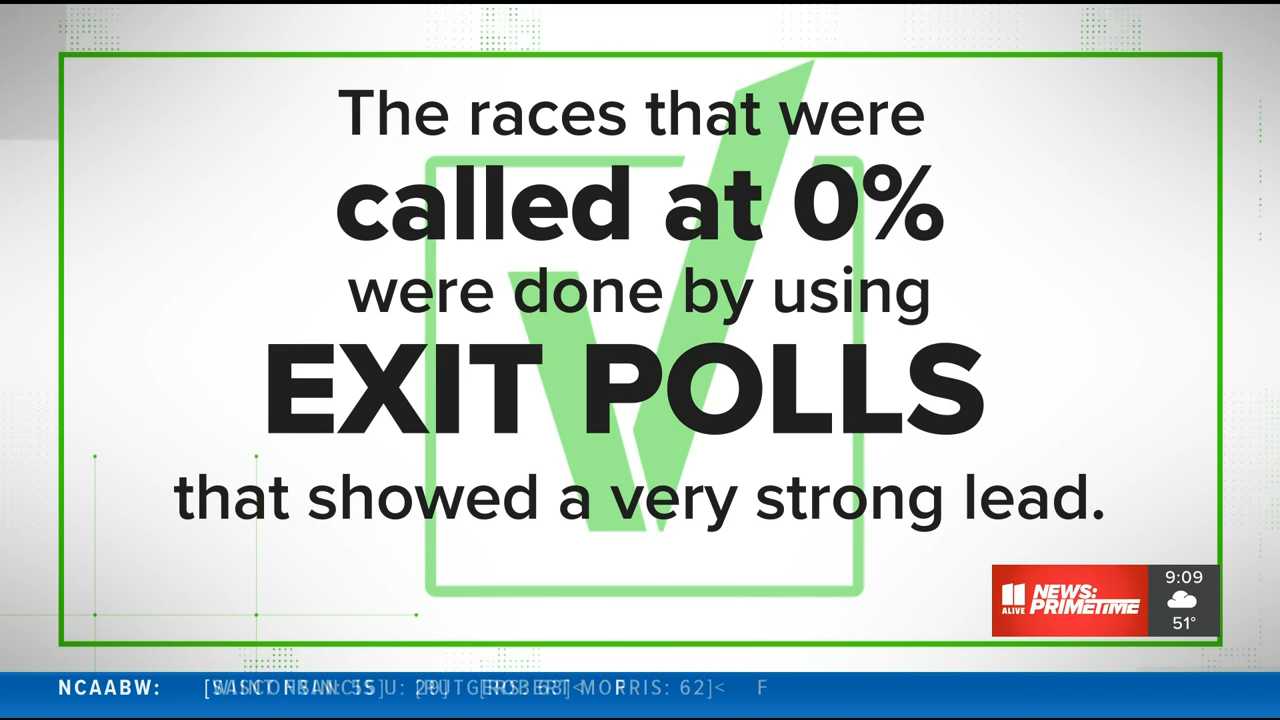 The races that were
called at 0%
were done by using
EXIT POLLS
that showed a very strong lead.
11 ALIVE NEWS: PRIMETIME
9:09
51°
NCAABW: